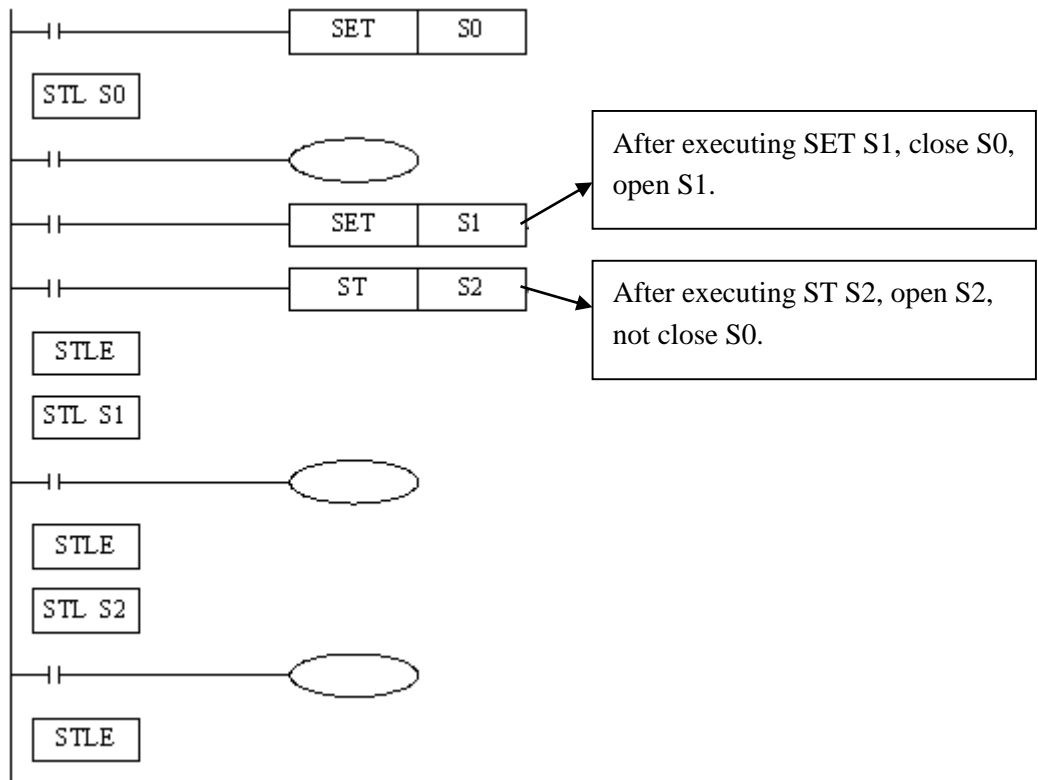 SET S0
STL S0
After executing SET S1, close S0,
open S1.
SET S1
ST S2
After executing ST S2, open S2,
not close S0.
STLE
STL S1
STLE
STL S2
STLE